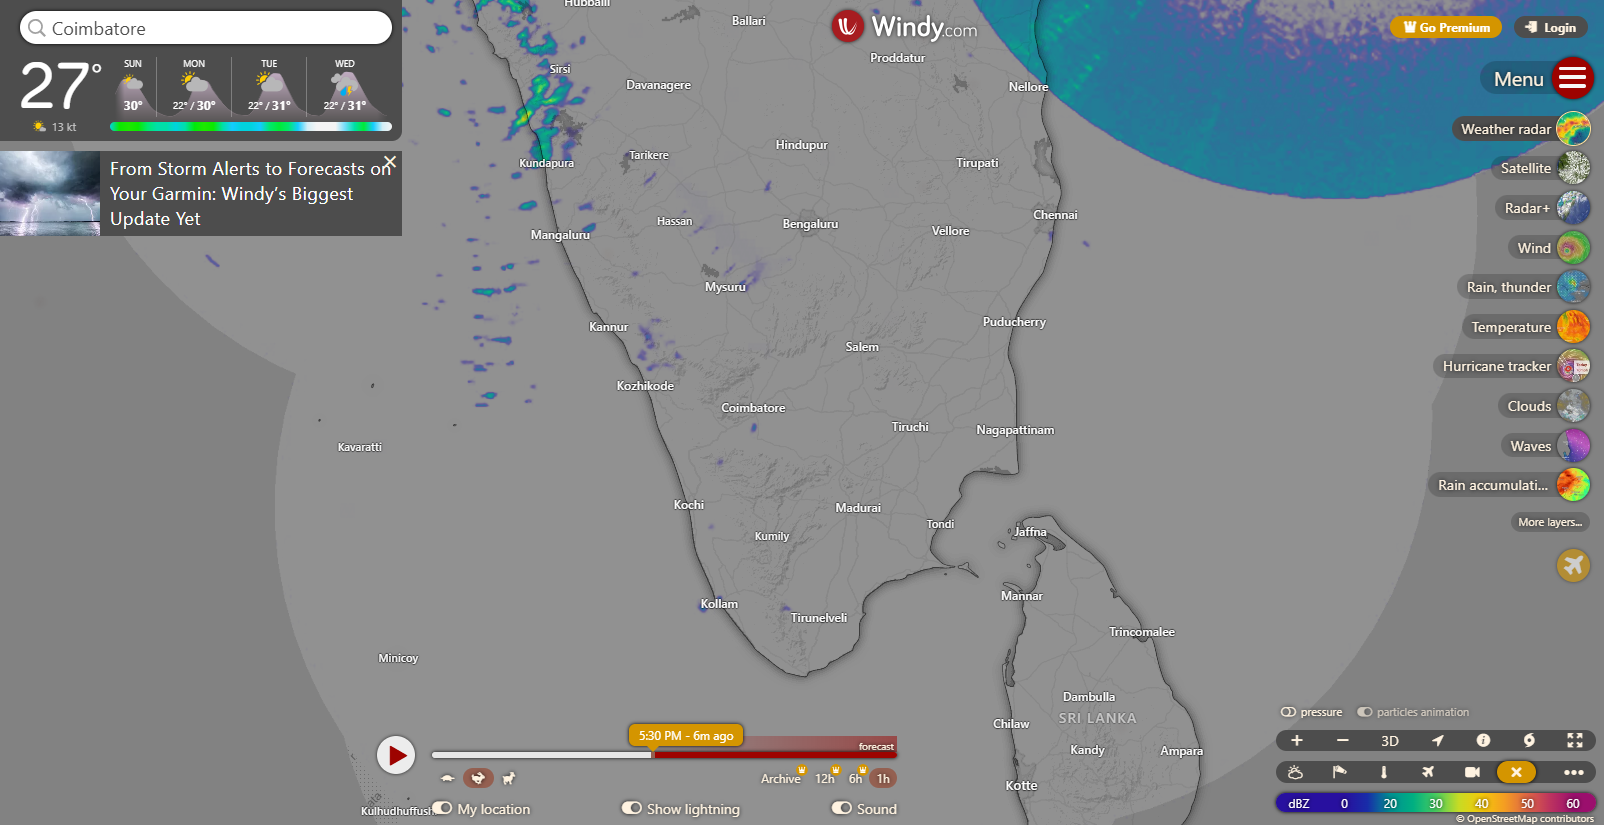 Coimbatore
27°
13 kt
SUN MON TUE WED
30° 22° / 30° 22° / 31° 22° / 31°
From Storm Alerts to Forecasts on
Your Garmin: Windy’s Biggest
Update Yet
Windy.com
Go Premium
Login
Menu
Weather radar
Satellite
Radar+
Wind
Rain, thunder
Temperature
Hurricane tracker
Clouds
Waves
Rain accumulati...
More layers...
Hubballi
Ballari
Proddatur
Sirsi
Davanagere
Nellore
Hindupur
Kundapura
Tarikere
Tirupati
Chennai
Hassan
Bengaluru
Vellore
Mangaluru
Mysuru
Kannur
Puducherry
Salem
Kozhikode
Coimbatore
Tiruchi
Nagapattinam
Kavaratti
Kochi
Madurai
Tondi
Kumily
Jaffna
Mannar
Kollam
Tirunelveli
Trincomalee
Minicoy
Dambulla
SRI LANKA
Chilaw
Kandy
Ampara
Kotte
Kulhudhuffushi
5:30 PM - 6m ago
forecast
Archive 12h 6h 1h
My location
Show lightning
Sound
pressure
particles animation
3D
dBZ 0 20 30 40 50 60
© OpenStreetMap contributors